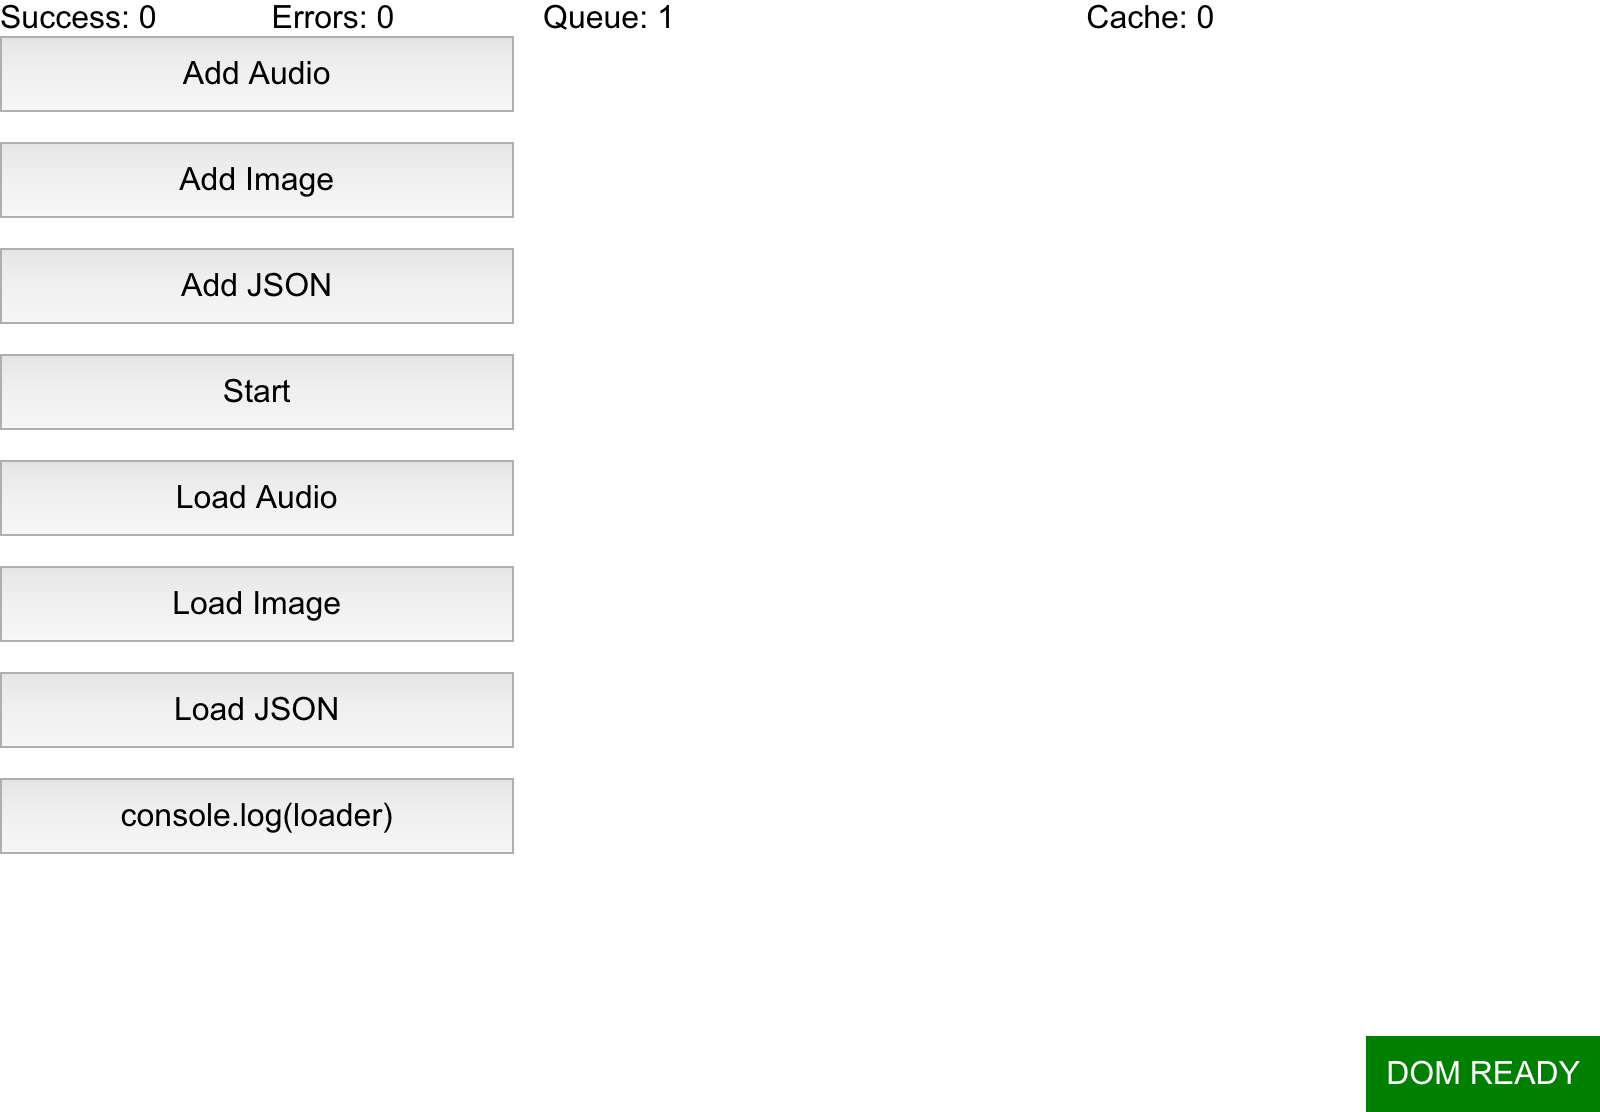 Success: 0 Errors: 0 Queue: 1 Cache: 0
Add Audio
Add Image
Add JSON
Start
Load Audio
Load Image
Load JSON
console.log(loader)
DOM READY